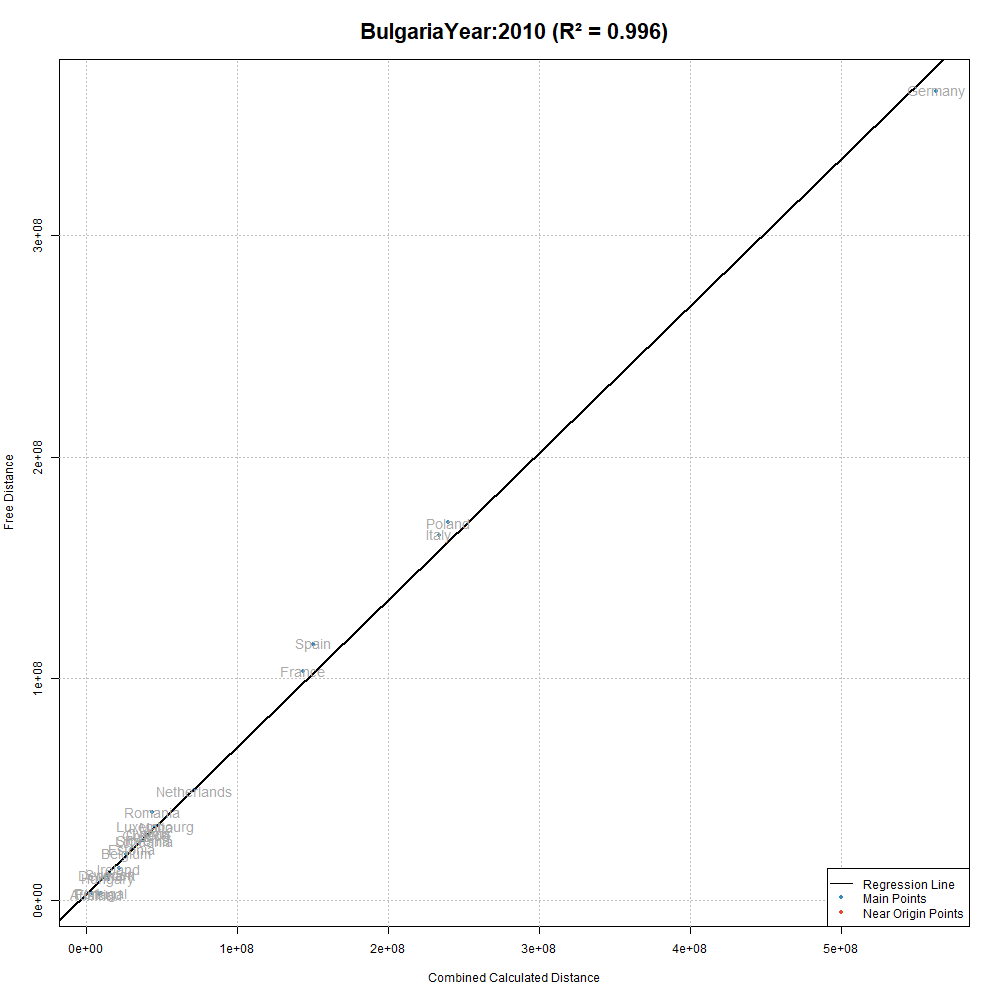 BulgariaYear:2010 (R² = 0.996)
Germany
3e+08
2e+08
Poland
Italy
Free Distance
Spain
France
1e+08
Netherlands
Romania
Luxembourg
Estonia
Belgium
Ireland
Hungary
0e+00
Regression Line
Main Points
Near Origin Points
0e+00 1e+08 2e+08 3e+08 4e+08 5e+08
Combined Calculated Distance